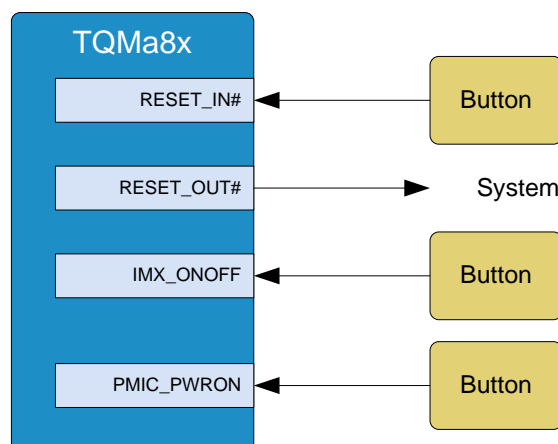 TQMa8x
RESET_IN#
Button
RESET_OUT#
System
IMX_ONOFF
Button
PMIC_PWRON
Button